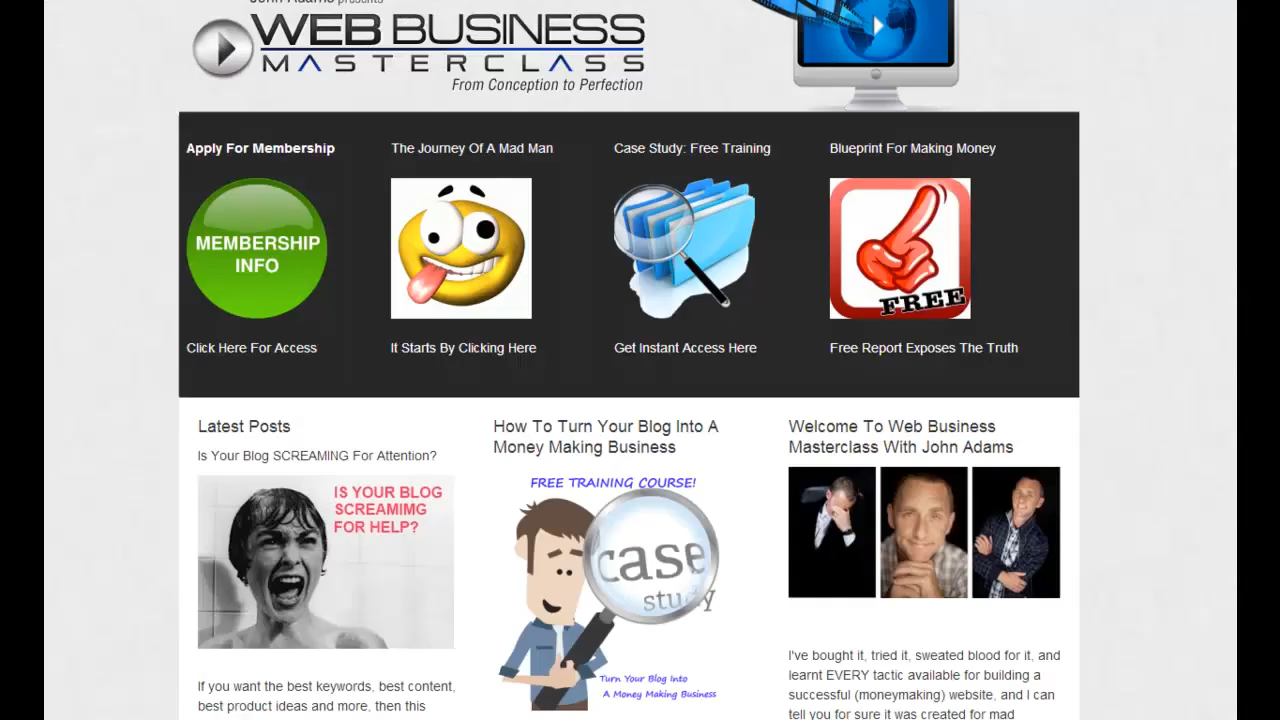 John Adams presents
WEB BUSINESS
MASTERCLASS
From Conception to Perfection
Apply For Membership
The Journey Of A Mad Man
Case Study: Free Training
Blueprint For Making Money
MEMBERSHIP
INFO
FREE
Click Here For Access
It Starts By Clicking Here
Get Instant Access Here
Free Report Exposes The Truth
Latest Posts
Is Your Blog SCREAMING For Attention?
IS YOUR BLOG
SCREAMIMG
FOR HELP?
If you want the best keywords, best content,
best product ideas and more, then this
How To Turn Your Blog Into A
Money Making Business
FREE TRAINING COURSE!
case
study
Turn Your Blog Into
A Money Making Business
Welcome To Web Business
Masterclass With John Adams
I've bought it, tried it, sweated blood for it, and
learnt EVERY tactic available for building a
successful (moneymaking) website, and I can
tell you for sure it was created for mad